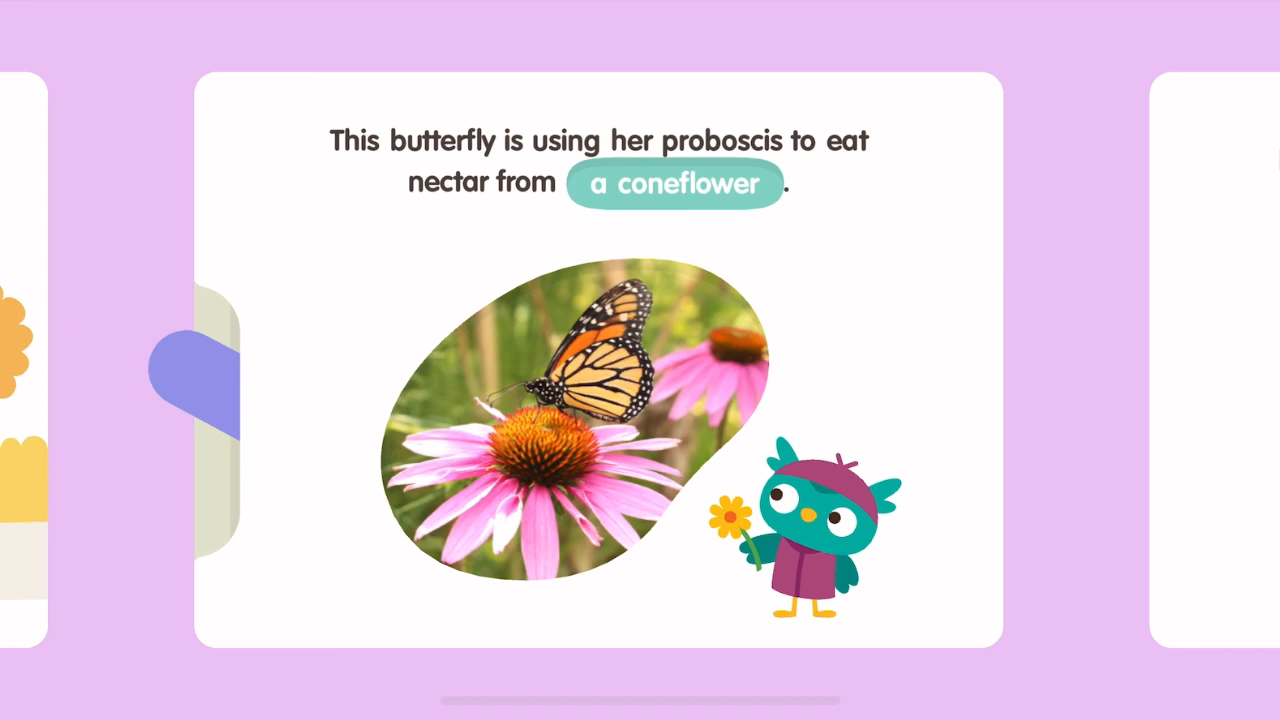 This butterfly is using her proboscis to eat
nectar from a coneflower.